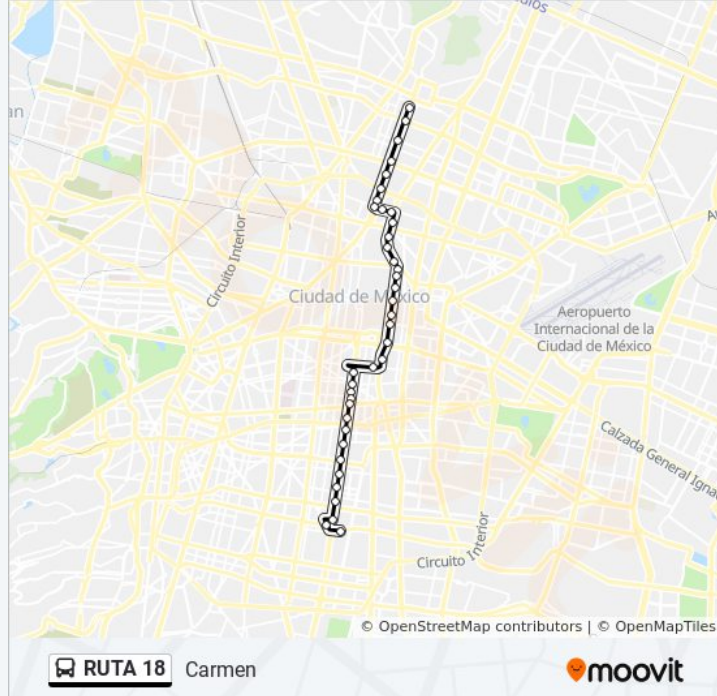 Ciudad de México
Circuito Interior
Aeropuerto
Internacional de la
Ciudad de México
Calzada General Igna
Circuito Interior
© OpenStreetMap contributors | © OpenMapTiles
RUTA 18 Carmen
moovit